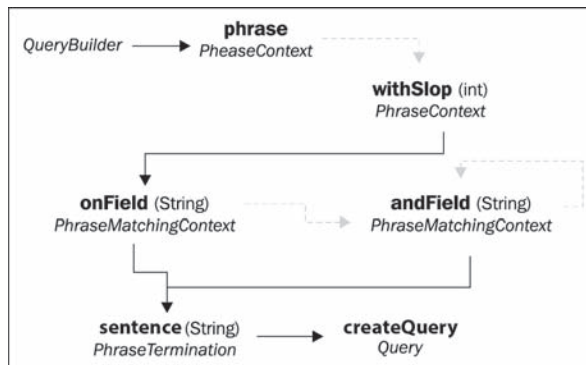 phrase
QueryBuilder
PheaseContext
withSlop (int)
PhraseContext
onField (String)
andField (String)
PhraseMatchingContext
PhraseMatchingContext
sentence (String)
createQuery
PhraseTermination
Query